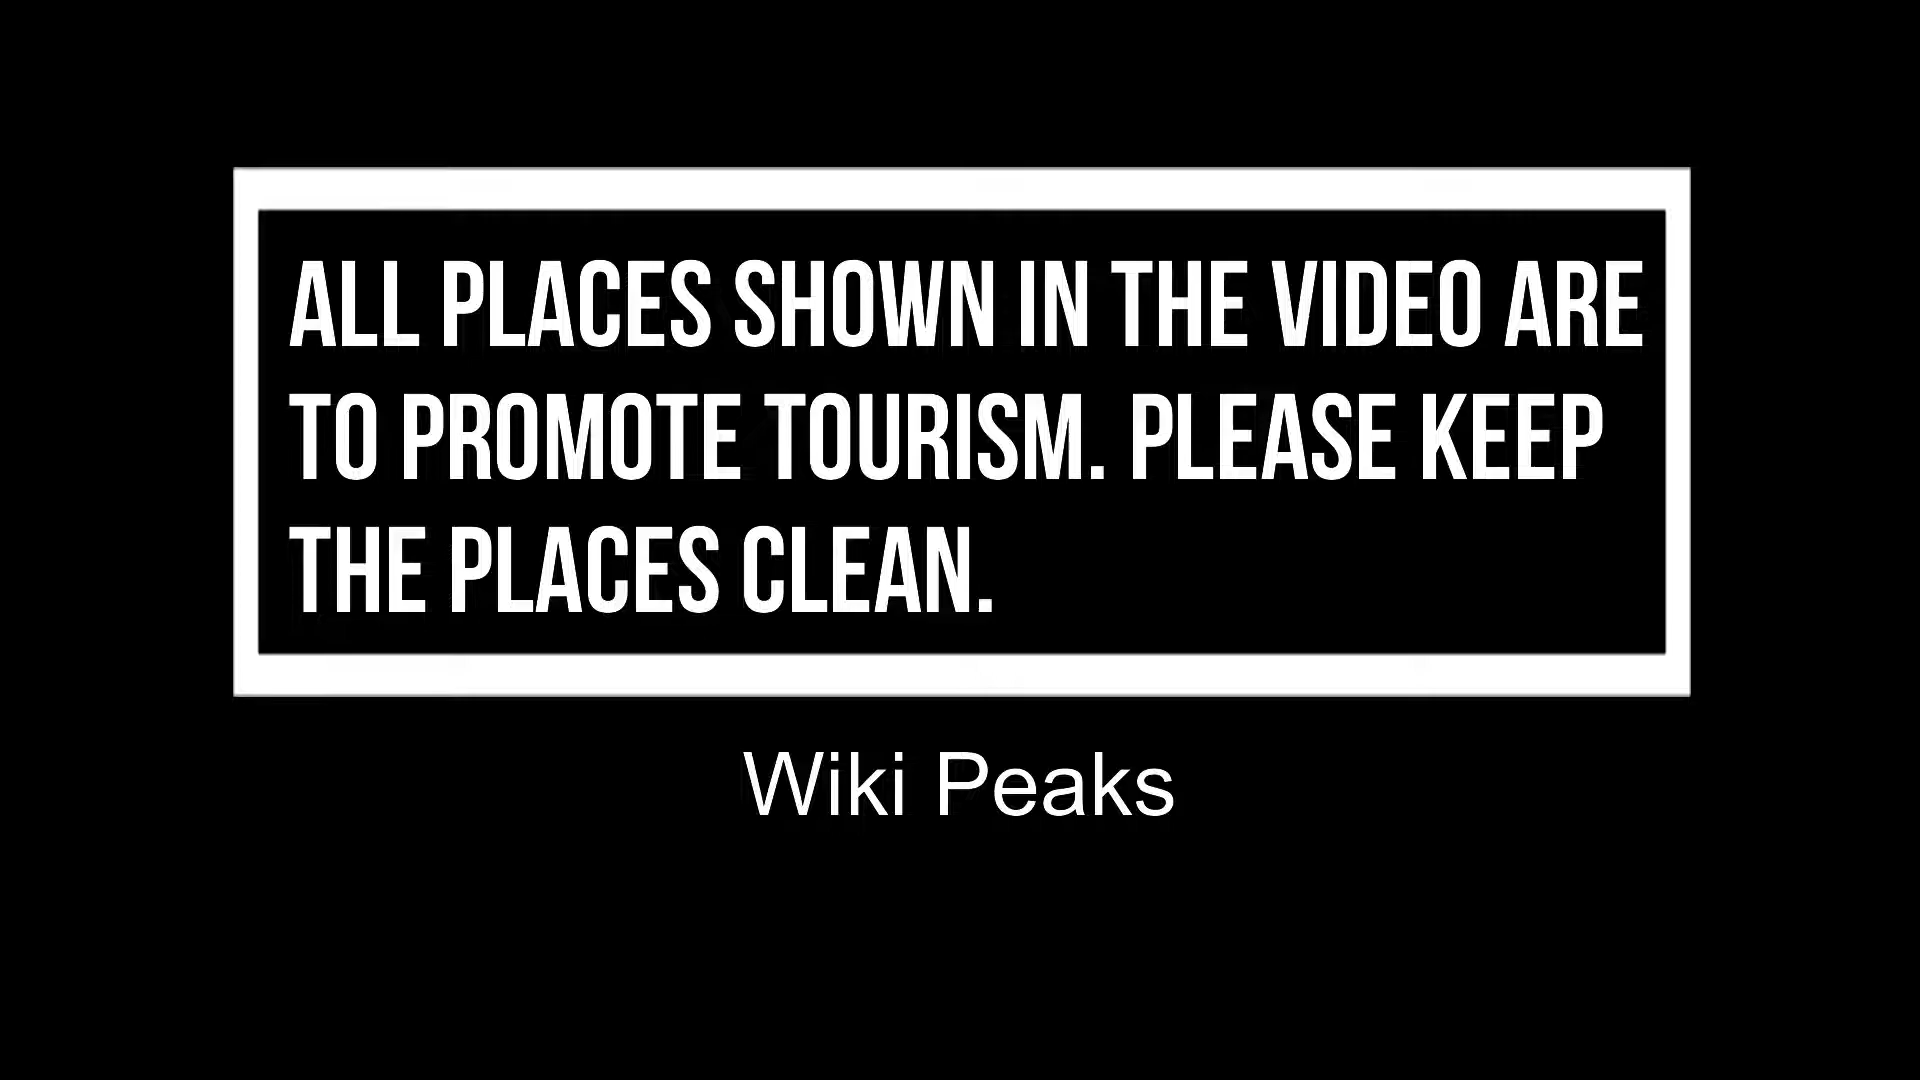 ALL PLACES SHOWN IN THE VIDEO ARE
TO PROMOTE TOURISM. PLEASE KEEP
THE PLACES CLEAN.
Wiki Peaks